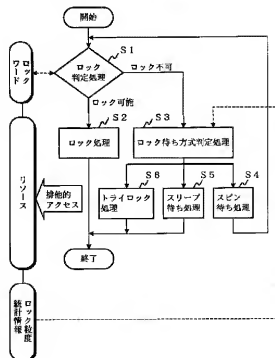 開始
S1
ロック
判定処理
ロック不可
ロック可能
ロック
ワード
S2
ロック処理
S3
ロック待ち方式判定処理
リソース
排他的
アクセス
S6
トライロック
処理
S5
スリープ
待ち処理
S4
スピン
待ち処理
終了
ロック粒度
統計情報